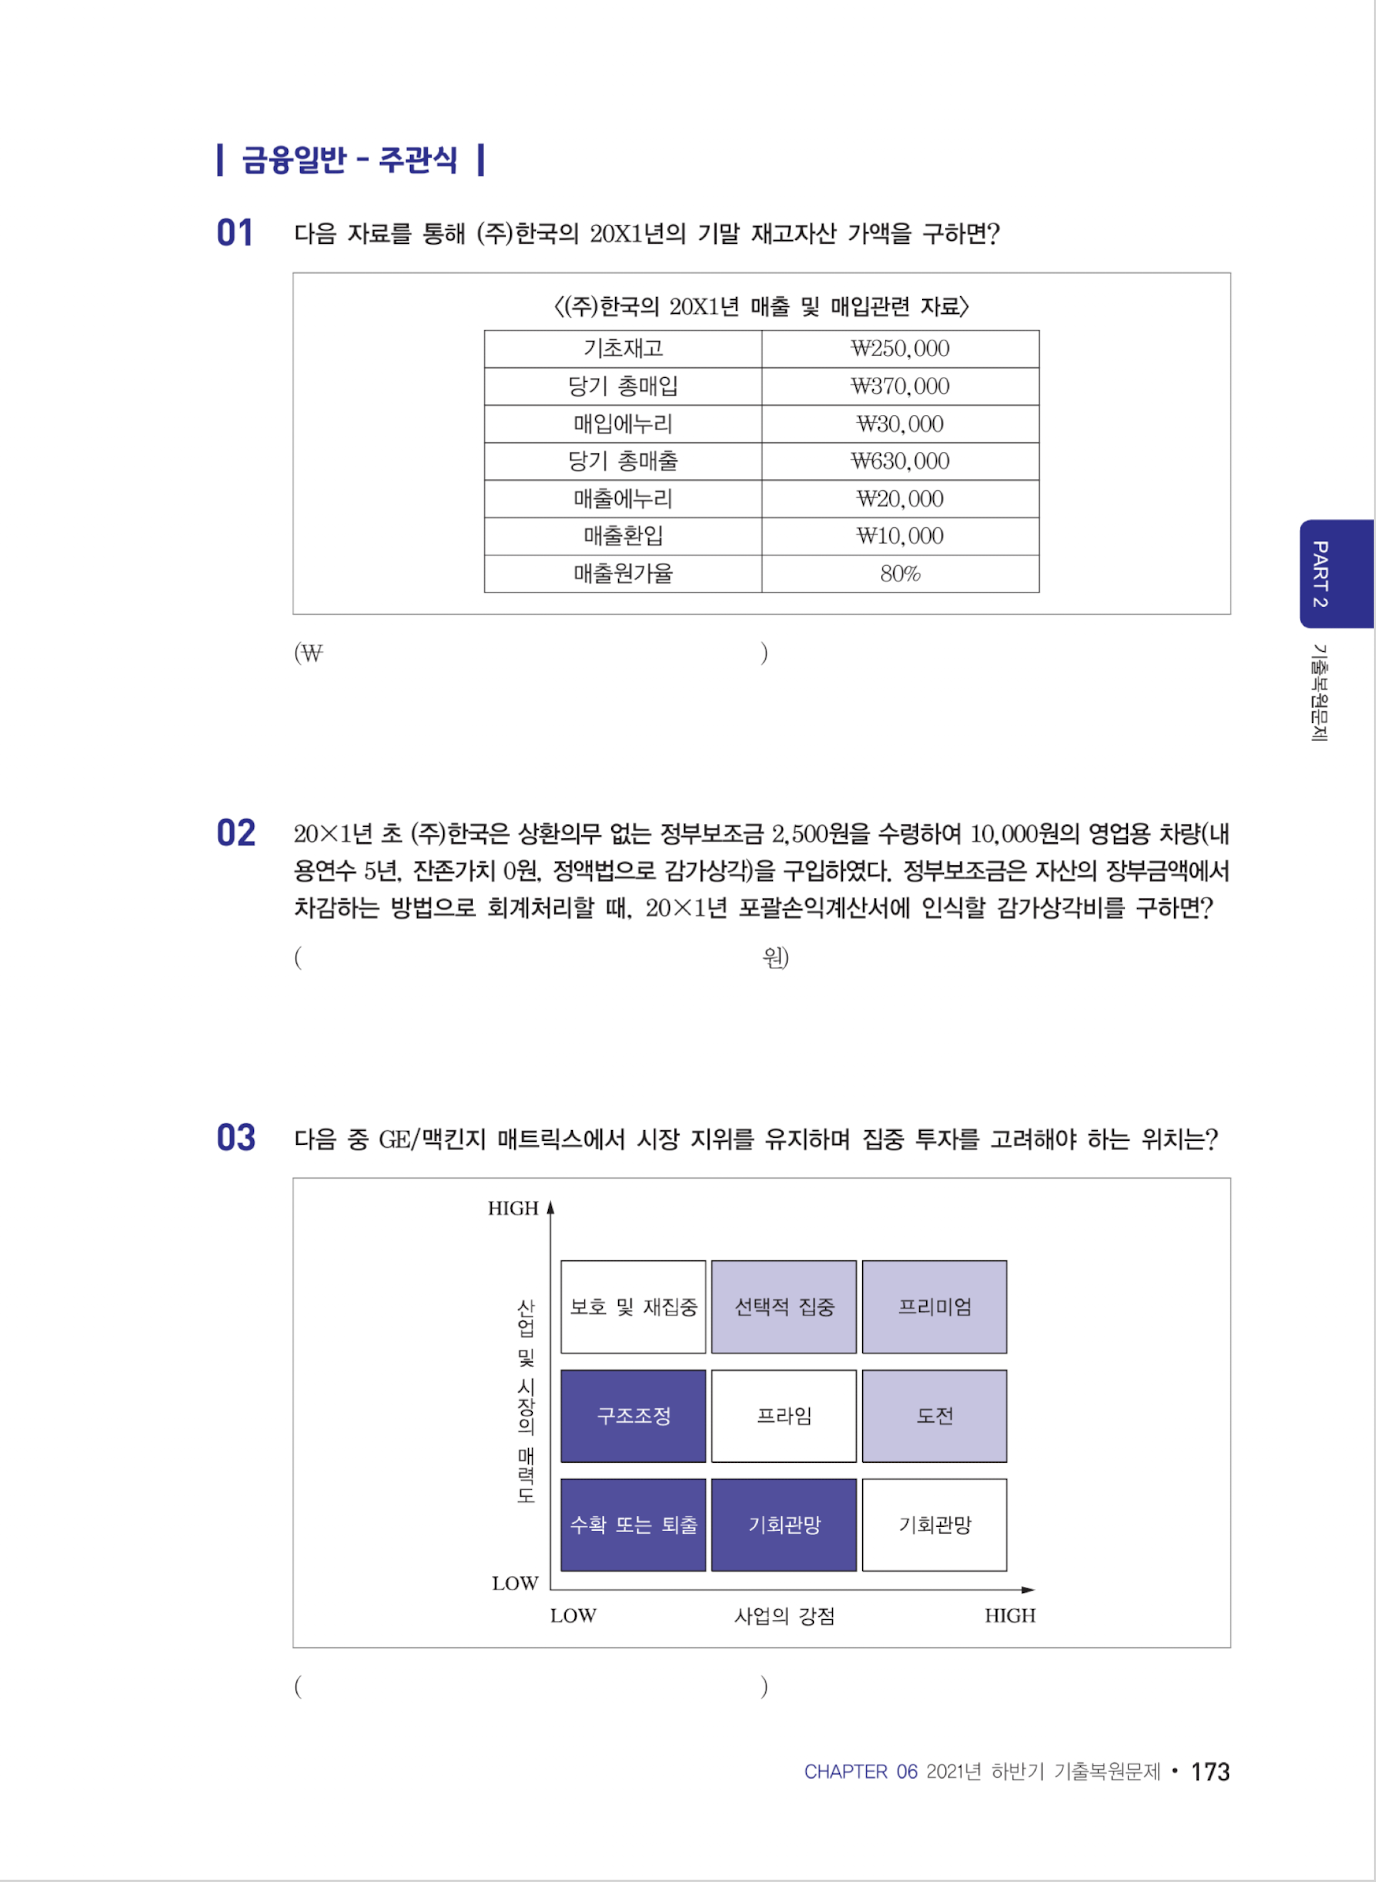 금융일반 - 주관식
01 다음 자료를 통해 (주)한국의 20X1년의 기말 재고자산 가액을 구하면?
〈(주)한국의 20X1년 매출 및 매입관련 자료〉
기초재고 ₩250,000
당기 총매입 ₩370,000
매입에누리 ₩30,000
당기 총매출 ₩630,000
매출에누리 ₩20,000
매출환입 ₩10,000
매출원가율 80%
(₩ )
02 20×1년 초 (주)한국은 상환의무 없는 정부보조금 2,500원을 수령하여 10,000원의 영업용 차량(내
용연수 5년, 잔존가치 0원, 정액법으로 감가상각)을 구입하였다. 정부보조금은 자산의 장부금액에서
차감하는 방법으로 회계처리할 때, 20×1년 포괄손익계산서에 인식할 감가상각비를 구하면?
( 원)
03 다음 중 GE/맥킨지 매트릭스에서 시장 지위를 유지하며 집중 투자를 고려해야 하는 위치는?
HIGH
산업 및 시장의 매력도
보호 및 재집중 선택적 집중 프리미엄
구조조정 프라임 도전
수확 또는 퇴출 기회관망 기회관망
LOW
LOW 사업의 강점 HIGH
( )
PART 2
기출복원문제
CHAPTER 06 2021년 하반기 기출복원문제 • 173